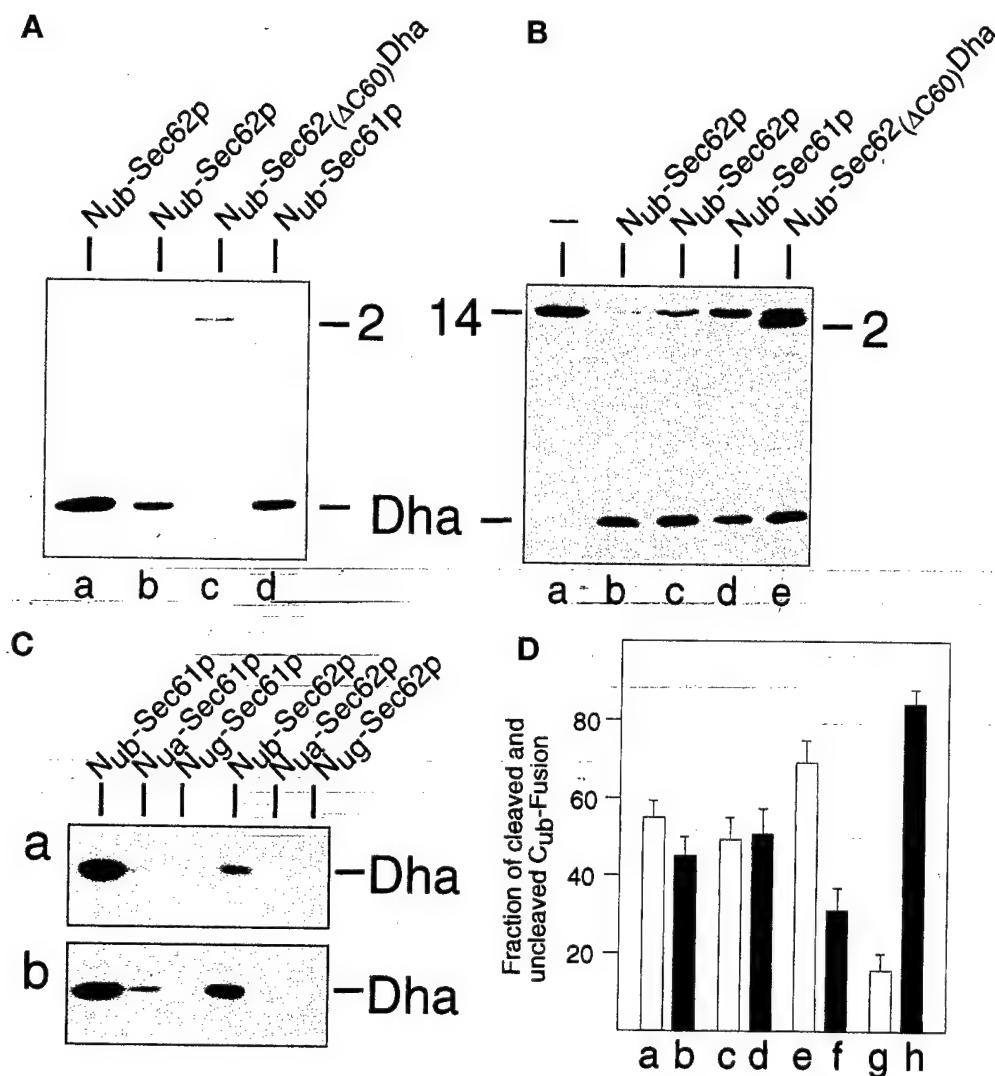 A
Nub-Sec62p
Nub-Sec62p
Nub-Sec62(ΔC60)Dha
Nub-Sec61p
2
Dha
a b c d
B
Nub-Sec62p
Nub-Sec62p
Nub-Sec61p
Nub-Sec62(ΔC60)Dha
14
2
a b c d e
C
Nub-Sec61p
Nua-Sec61p
Nug-Sec61p
Nub-Sec62p
Nua-Sec62p
Nug-Sec62p
a
Dha
b
Dha
D
Fraction of cleaved and
uncleaved Cub-Fusion
80
60
40
20
a b c d e f g h